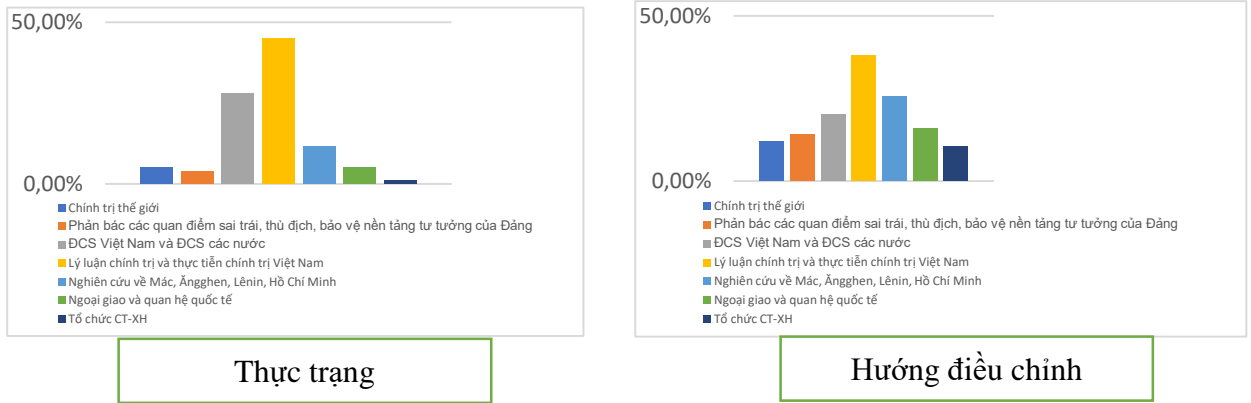 50,00%
0,00%
Chính trị thế giới
Phản bác các quan điểm sai trái, thù địch, bảo vệ nền tảng tư tưởng của Đảng
ĐCS Việt Nam và ĐCS các nước
Lý luận chính trị và thực tiễn chính trị Việt Nam
Nghiên cứu về Mác, Ăngghen, Lênin, Hồ Chí Minh
Ngoại giao và quan hệ quốc tế
Tổ chức CT-XH
Thực trạng
50,00%
0,00%
Chính trị thế giới
Phản bác các quan điểm sai trái, thù địch, bảo vệ nền tảng tư tưởng của Đảng
ĐCS Việt Nam và ĐCS các nước
Lý luận chính trị và thực tiễn chính trị Việt Nam
Nghiên cứu về Mác, Ăngghen, Lênin, Hồ Chí Minh
Ngoại giao và quan hệ quốc tế
Tổ chức CT-XH
Hướng điều chỉnh